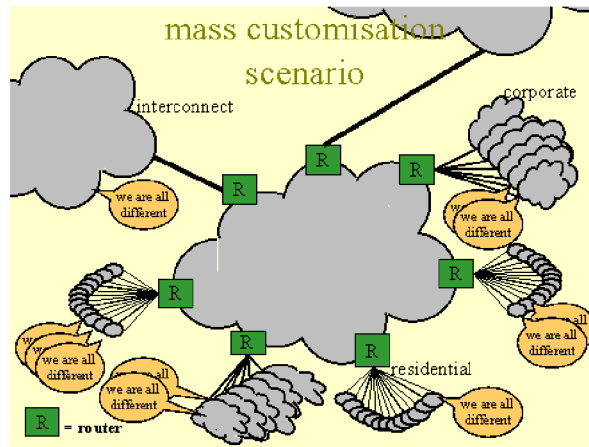 mass customisation
scenario
interconnect
corporate
R
R
R
we are all
different
we are all
different
R
R
we are all
different
R
R
residential
we are all
different
we are all
different
we are all
different
R = router